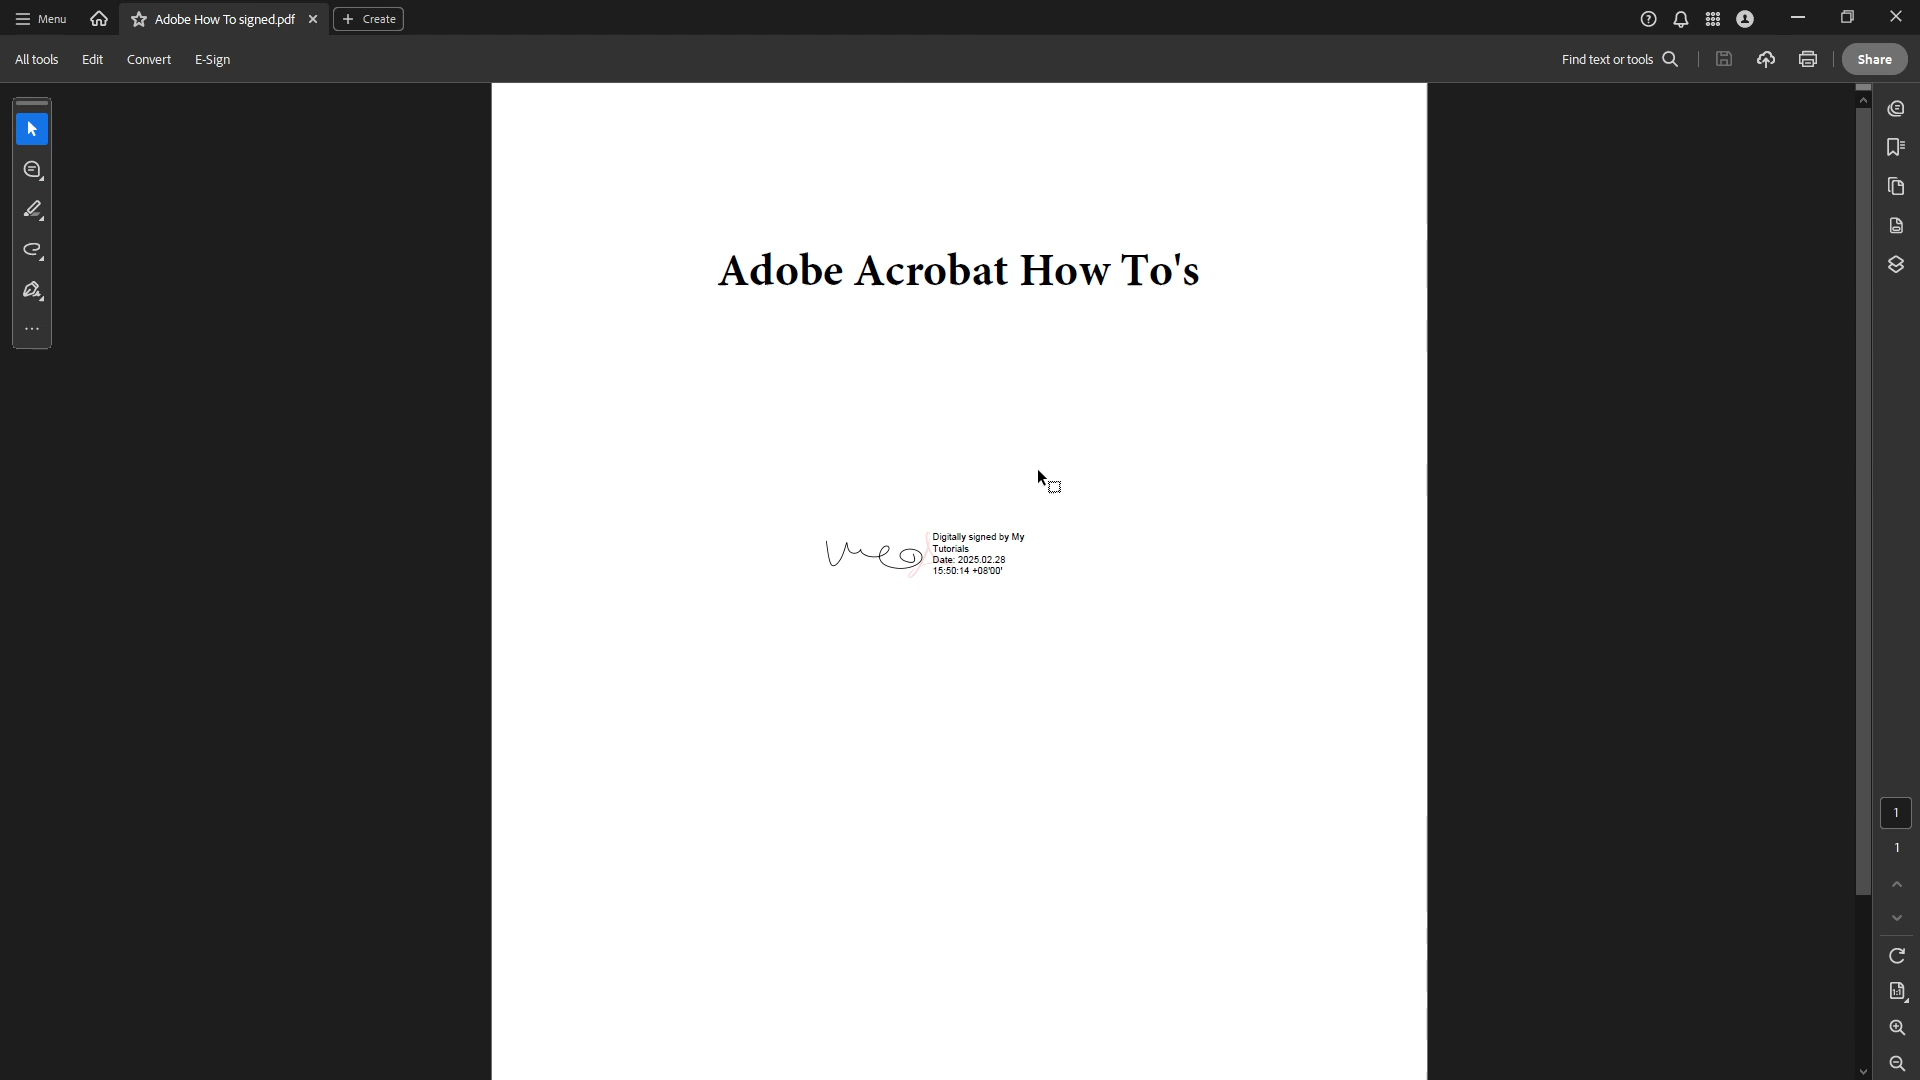 Menu
Adobe How To signed.pdf
Create
All tools
Edit
Convert
E-Sign
Find text or tools
Share
Adobe Acrobat How To's
Digitally signed by My
Tutorials
Date: 2025.02.28
15:50:14 +08'00'
1
1